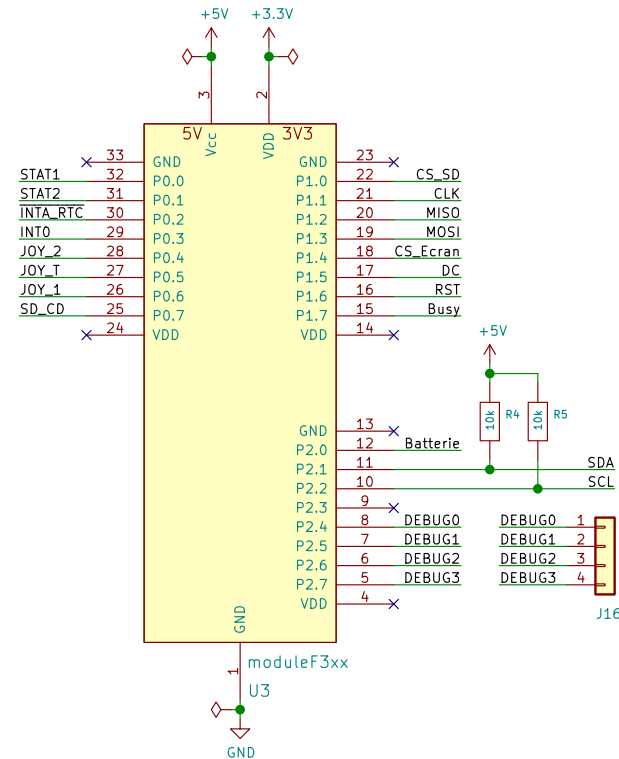 +5V +3.3V
3 2
5V Vcc VDD 3V3
33 GND GND 23
STAT1 32 P0.0 P1.0 22 CS_SD
STAT2 31 P0.1 P1.1 21 CLK
INTA_RTC 30 P0.2 P1.2 20 MISO
INT0 29 P0.3 P1.3 19 MOSI
JOY_2 28 P0.4 P1.4 18 CS_Ecran
JOY_T 27 P0.5 P1.5 17 DC
JOY_1 26 P0.6 P1.6 16 RST
SD_CD 25 P0.7 P1.7 15 Busy
24 VDD VDD 14
+5V
10k R4 10k R5
GND 13
P2.0 12 Batterie
P2.1 11 SDA
P2.2 10 SCL
P2.3 9
P2.4 8 DEBUG0 DEBUG0 1
P2.5 7 DEBUG1 DEBUG1 2
P2.6 6 DEBUG2 DEBUG2 3
P2.7 5 DEBUG3 DEBUG3 4
VDD 4
J16
GND
1
moduleF3xx
U3
GND